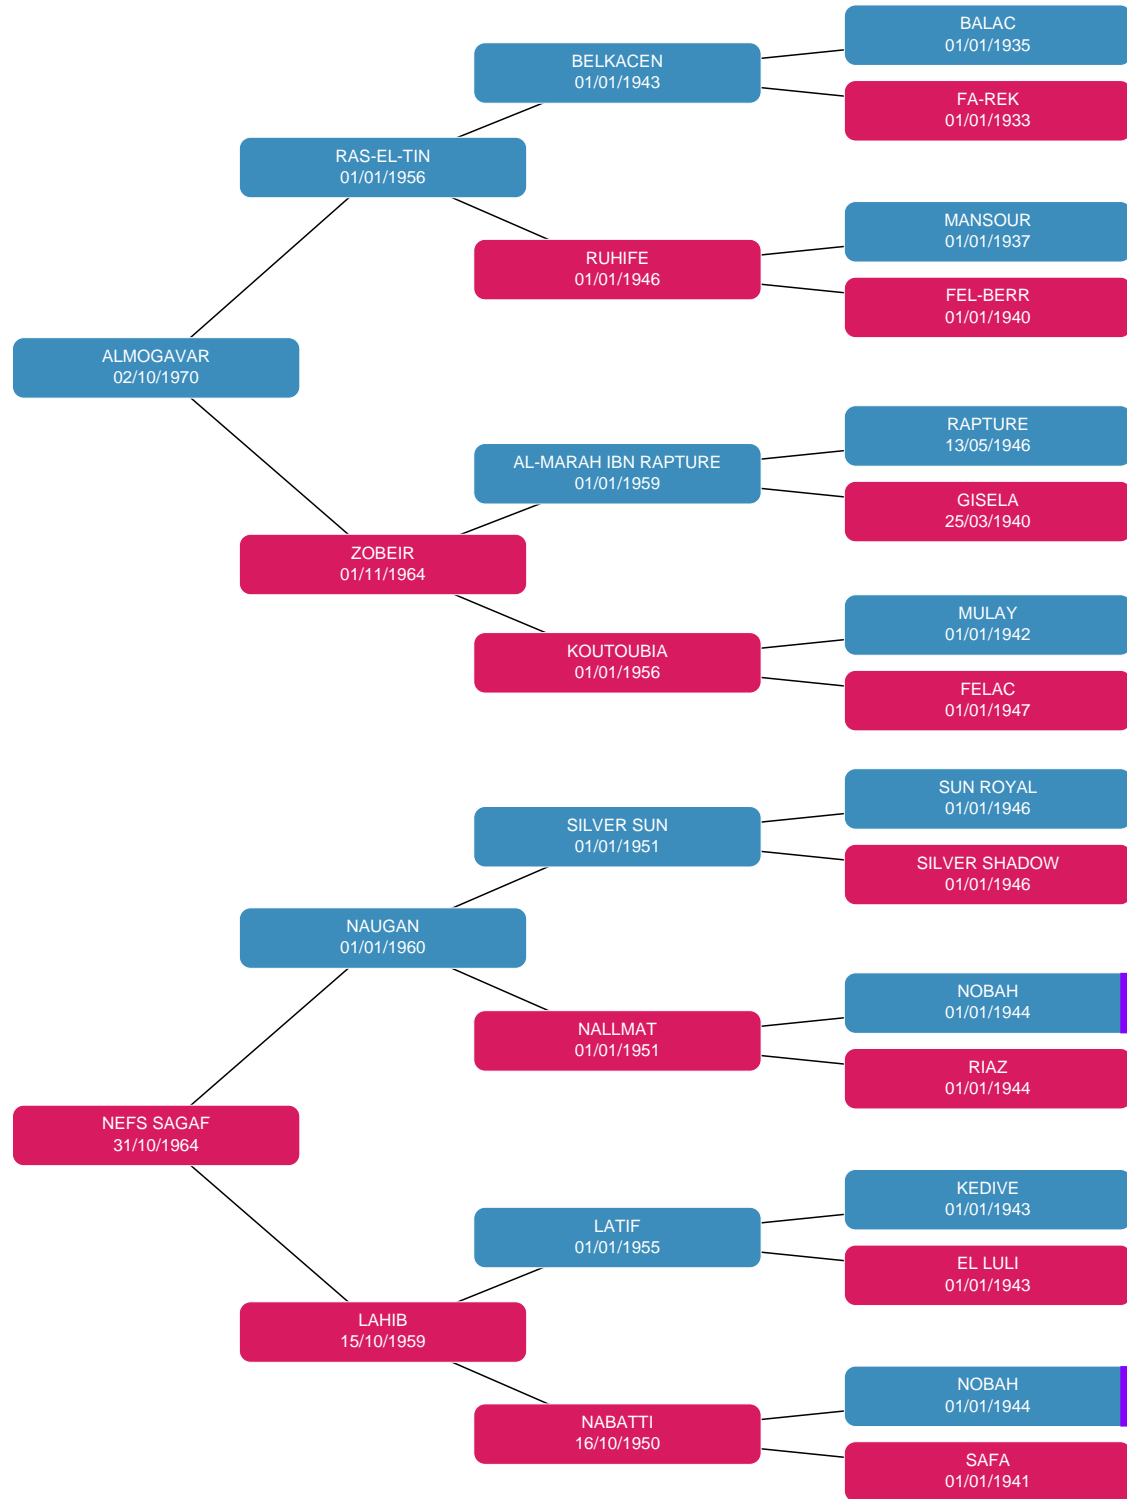 BALAC
01/01/1935
BELKACEN
01/01/1943
FA-REK
01/01/1933
RAS-EL-TIN
01/01/1956
MANSOUR
01/01/1937
RUHIFE
01/01/1946
FEL-BERR
01/01/1940
ALMOGAVAR
02/10/1970
RAPTURE
13/05/1946
AL-MARAH IBN RAPTURE
01/01/1959
GISELA
25/03/1940
ZOBEIR
01/11/1964
MULAY
01/01/1942
KOUTOUBIA
01/01/1956
FELAC
01/01/1947
SUN ROYAL
01/01/1946
SILVER SUN
01/01/1951
SILVER SHADOW
01/01/1946
NAUGAN
01/01/1960
NOBAH
01/01/1944
NALLMAT
01/01/1951
RIAZ
01/01/1944
NEFS SAGAF
31/10/1964
KEDIVE
01/01/1943
LATIF
01/01/1955
EL LULI
01/01/1943
LAHIB
15/10/1959
NOBAH
01/01/1944
NABATTI
16/10/1950
SAFA
01/01/1941